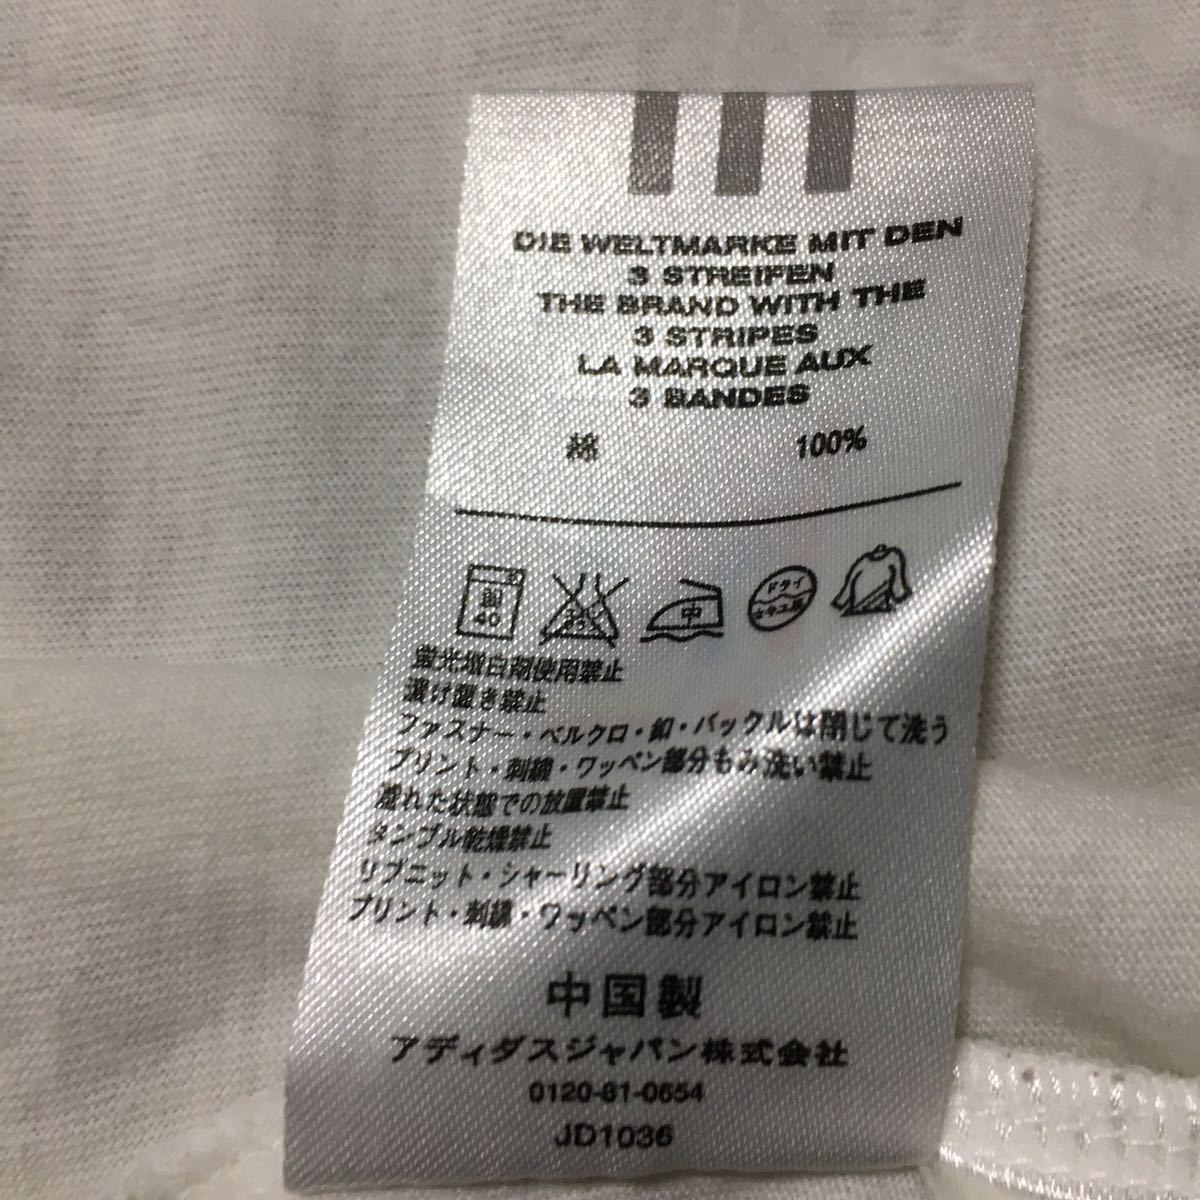 DIE WELTMARKE MIT DEN
3 STREIFEN
THE BRAND WITH THE
3 STRIPES
LA MARQUE AUX
3 BANDES
綿 100%
40 中 ドライ
蛍光増白剤使用禁止
漬け置き禁止
ファスナー・ベルクロ・釦・バックルは閉じて洗う
プリント・刺繍・ワッペン部分もみ洗い禁止
濡れた状態での放置禁止
タンブル乾燥禁止
リブニット・シャーリング部分アイロン禁止
プリント・刺繍・ワッペン部分アイロン禁止
中国製
アディダスジャパン株式会社
0120-81-0654
JD1036